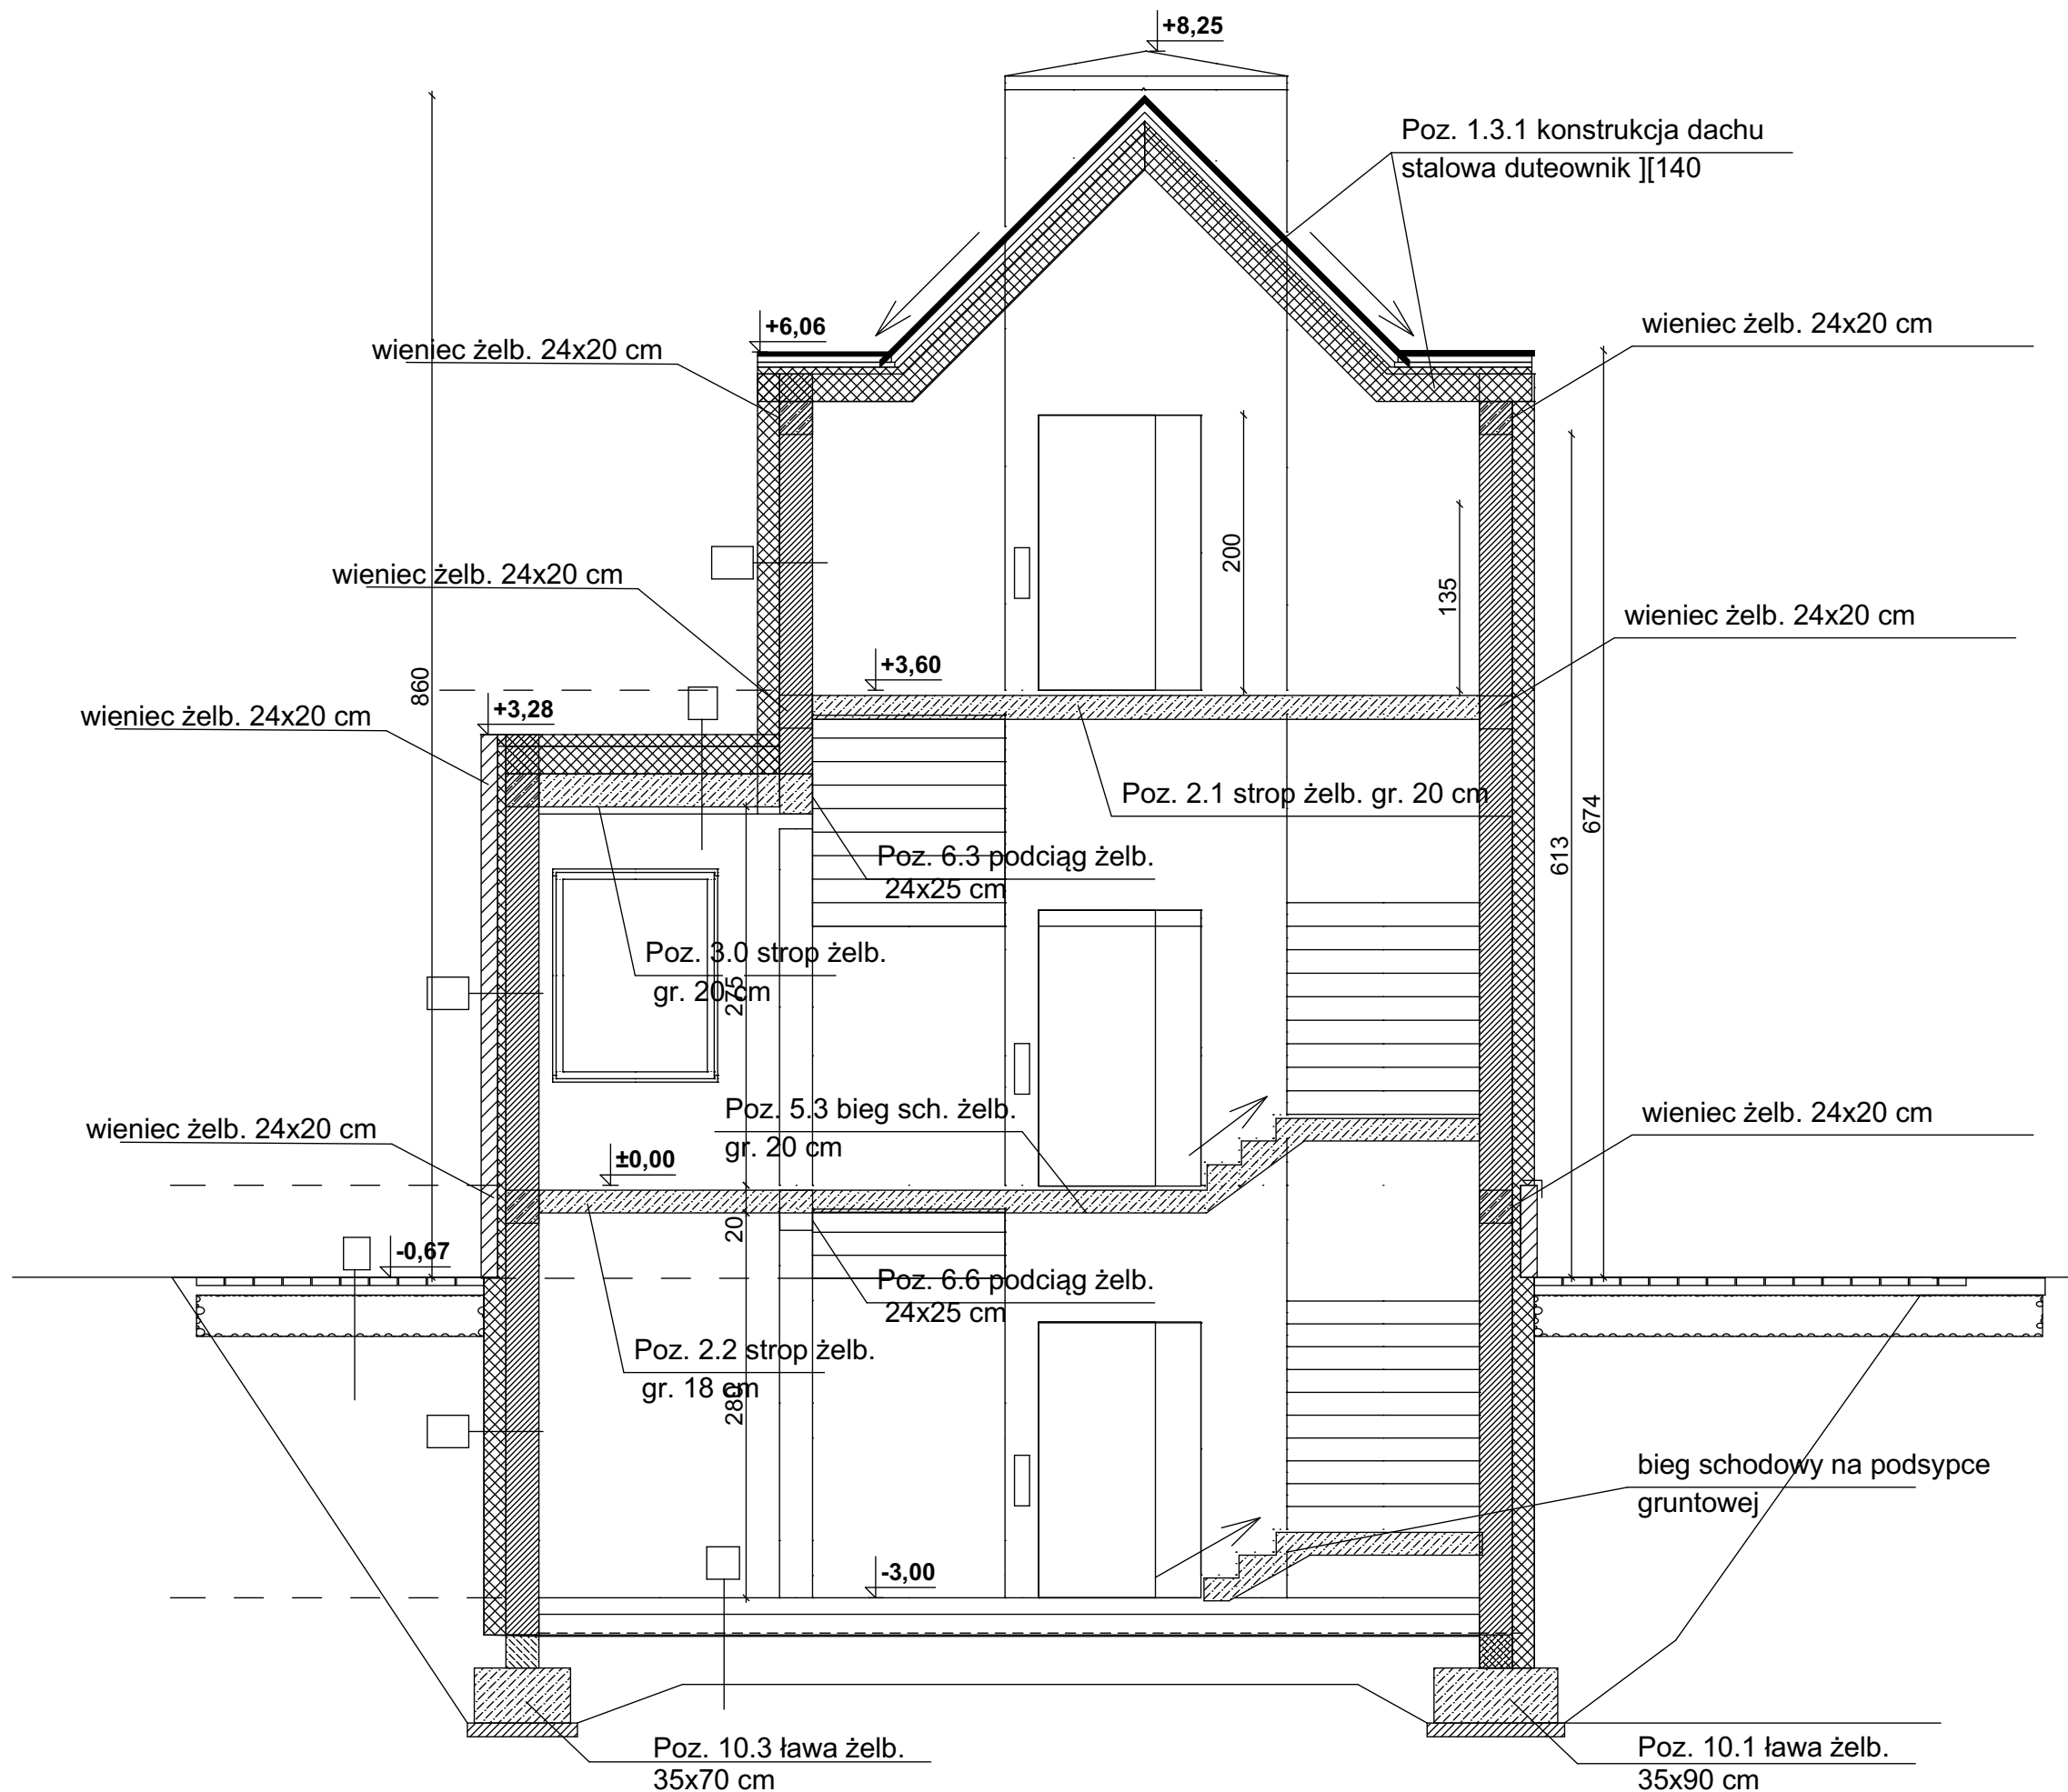 +8,25
Poz. 1.3.1 konstrukcja dachu
stalowa duteownik ][140
+6,06
wieniec żelb. 24x20 cm
wieniec żelb. 24x20 cm
200
135
wieniec żelb. 24x20 cm
wieniec żelb. 24x20 cm
860
+3,60
+3,28
wieniec żelb. 24x20 cm
Poz. 2.1 strop żelb. gr. 20 cm
674
613
Poz. 6.3 podciąg żelb.
24x25 cm
Poz. 3.0 strop żelb.
gr. 20 cm
275
Poz. 5.3 bieg sch. żelb.
gr. 20 cm
wieniec żelb. 24x20 cm
wieniec żelb. 24x20 cm
±0,00
20
-0,67
Poz. 6.6 podciąg żelb.
24x25 cm
Poz. 2.2 strop żelb.
gr. 18 cm
bieg schodowy na podsypce
gruntowej
-3,00
Poz. 10.3 ława żelb.
35x70 cm
Poz. 10.1 ława żelb.
35x90 cm